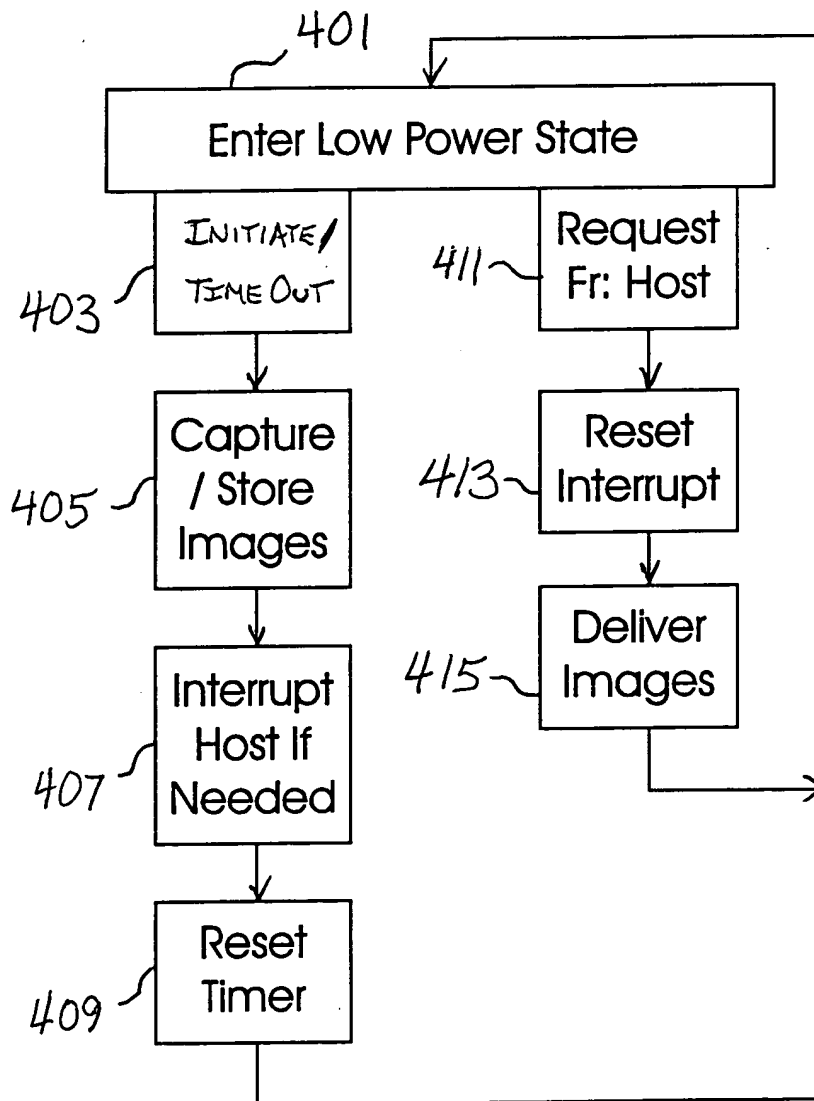 401
Enter Low Power State
INITIATE/
TIME OUT
403
Capture
/ Store
Images
405
Interrupt
Host If
Needed
407
Reset
Timer
409
Request
Fr: Host
411
Reset
Interrupt
413
Deliver
Images
415